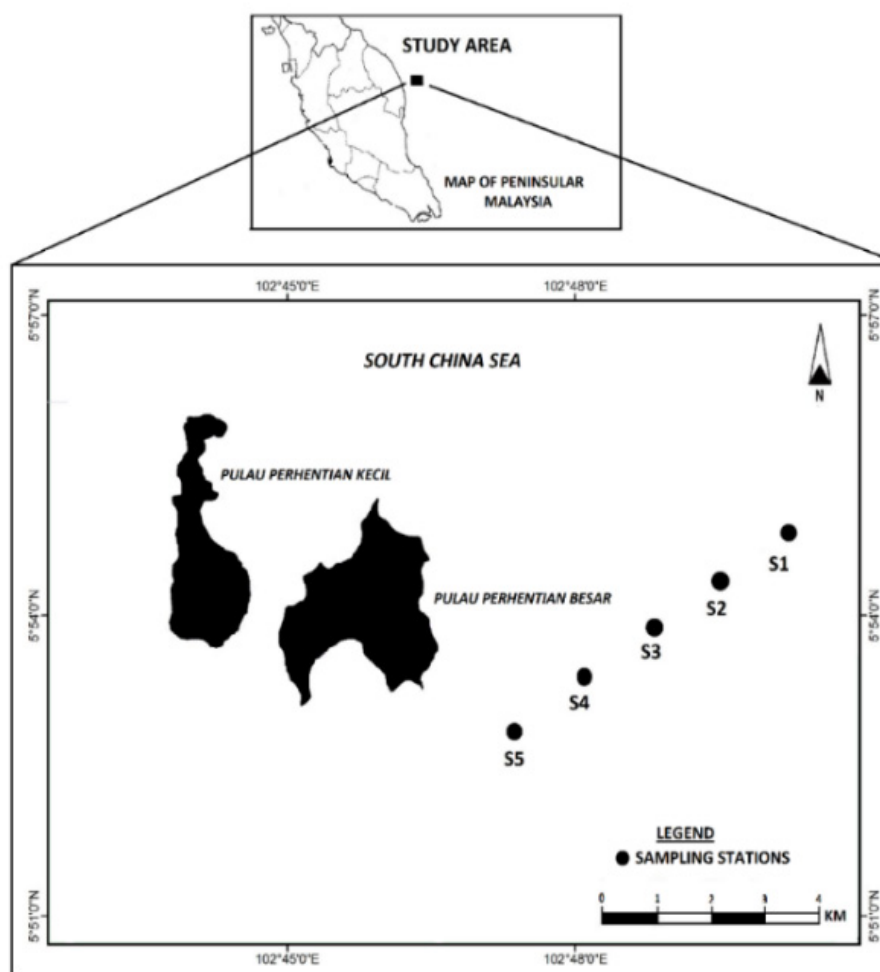 STUDY AREA
MAP OF PENINSULAR
MALAYSIA
102°45'0"E 102°48'0"E
5°57'0"N 5°57'0"N
SOUTH CHINA SEA
N
PULAU PERHENTIAN KECIL
S1
S2
PULAU PERHENTIAN BESAR
5°54'0"N 5°54'0"N
S3
S4
S5
LEGEND
SAMPLING STATIONS
0 1 2 3 4
KM
5°51'0"N 5°51'0"N
102°45'0"E 102°48'0"E